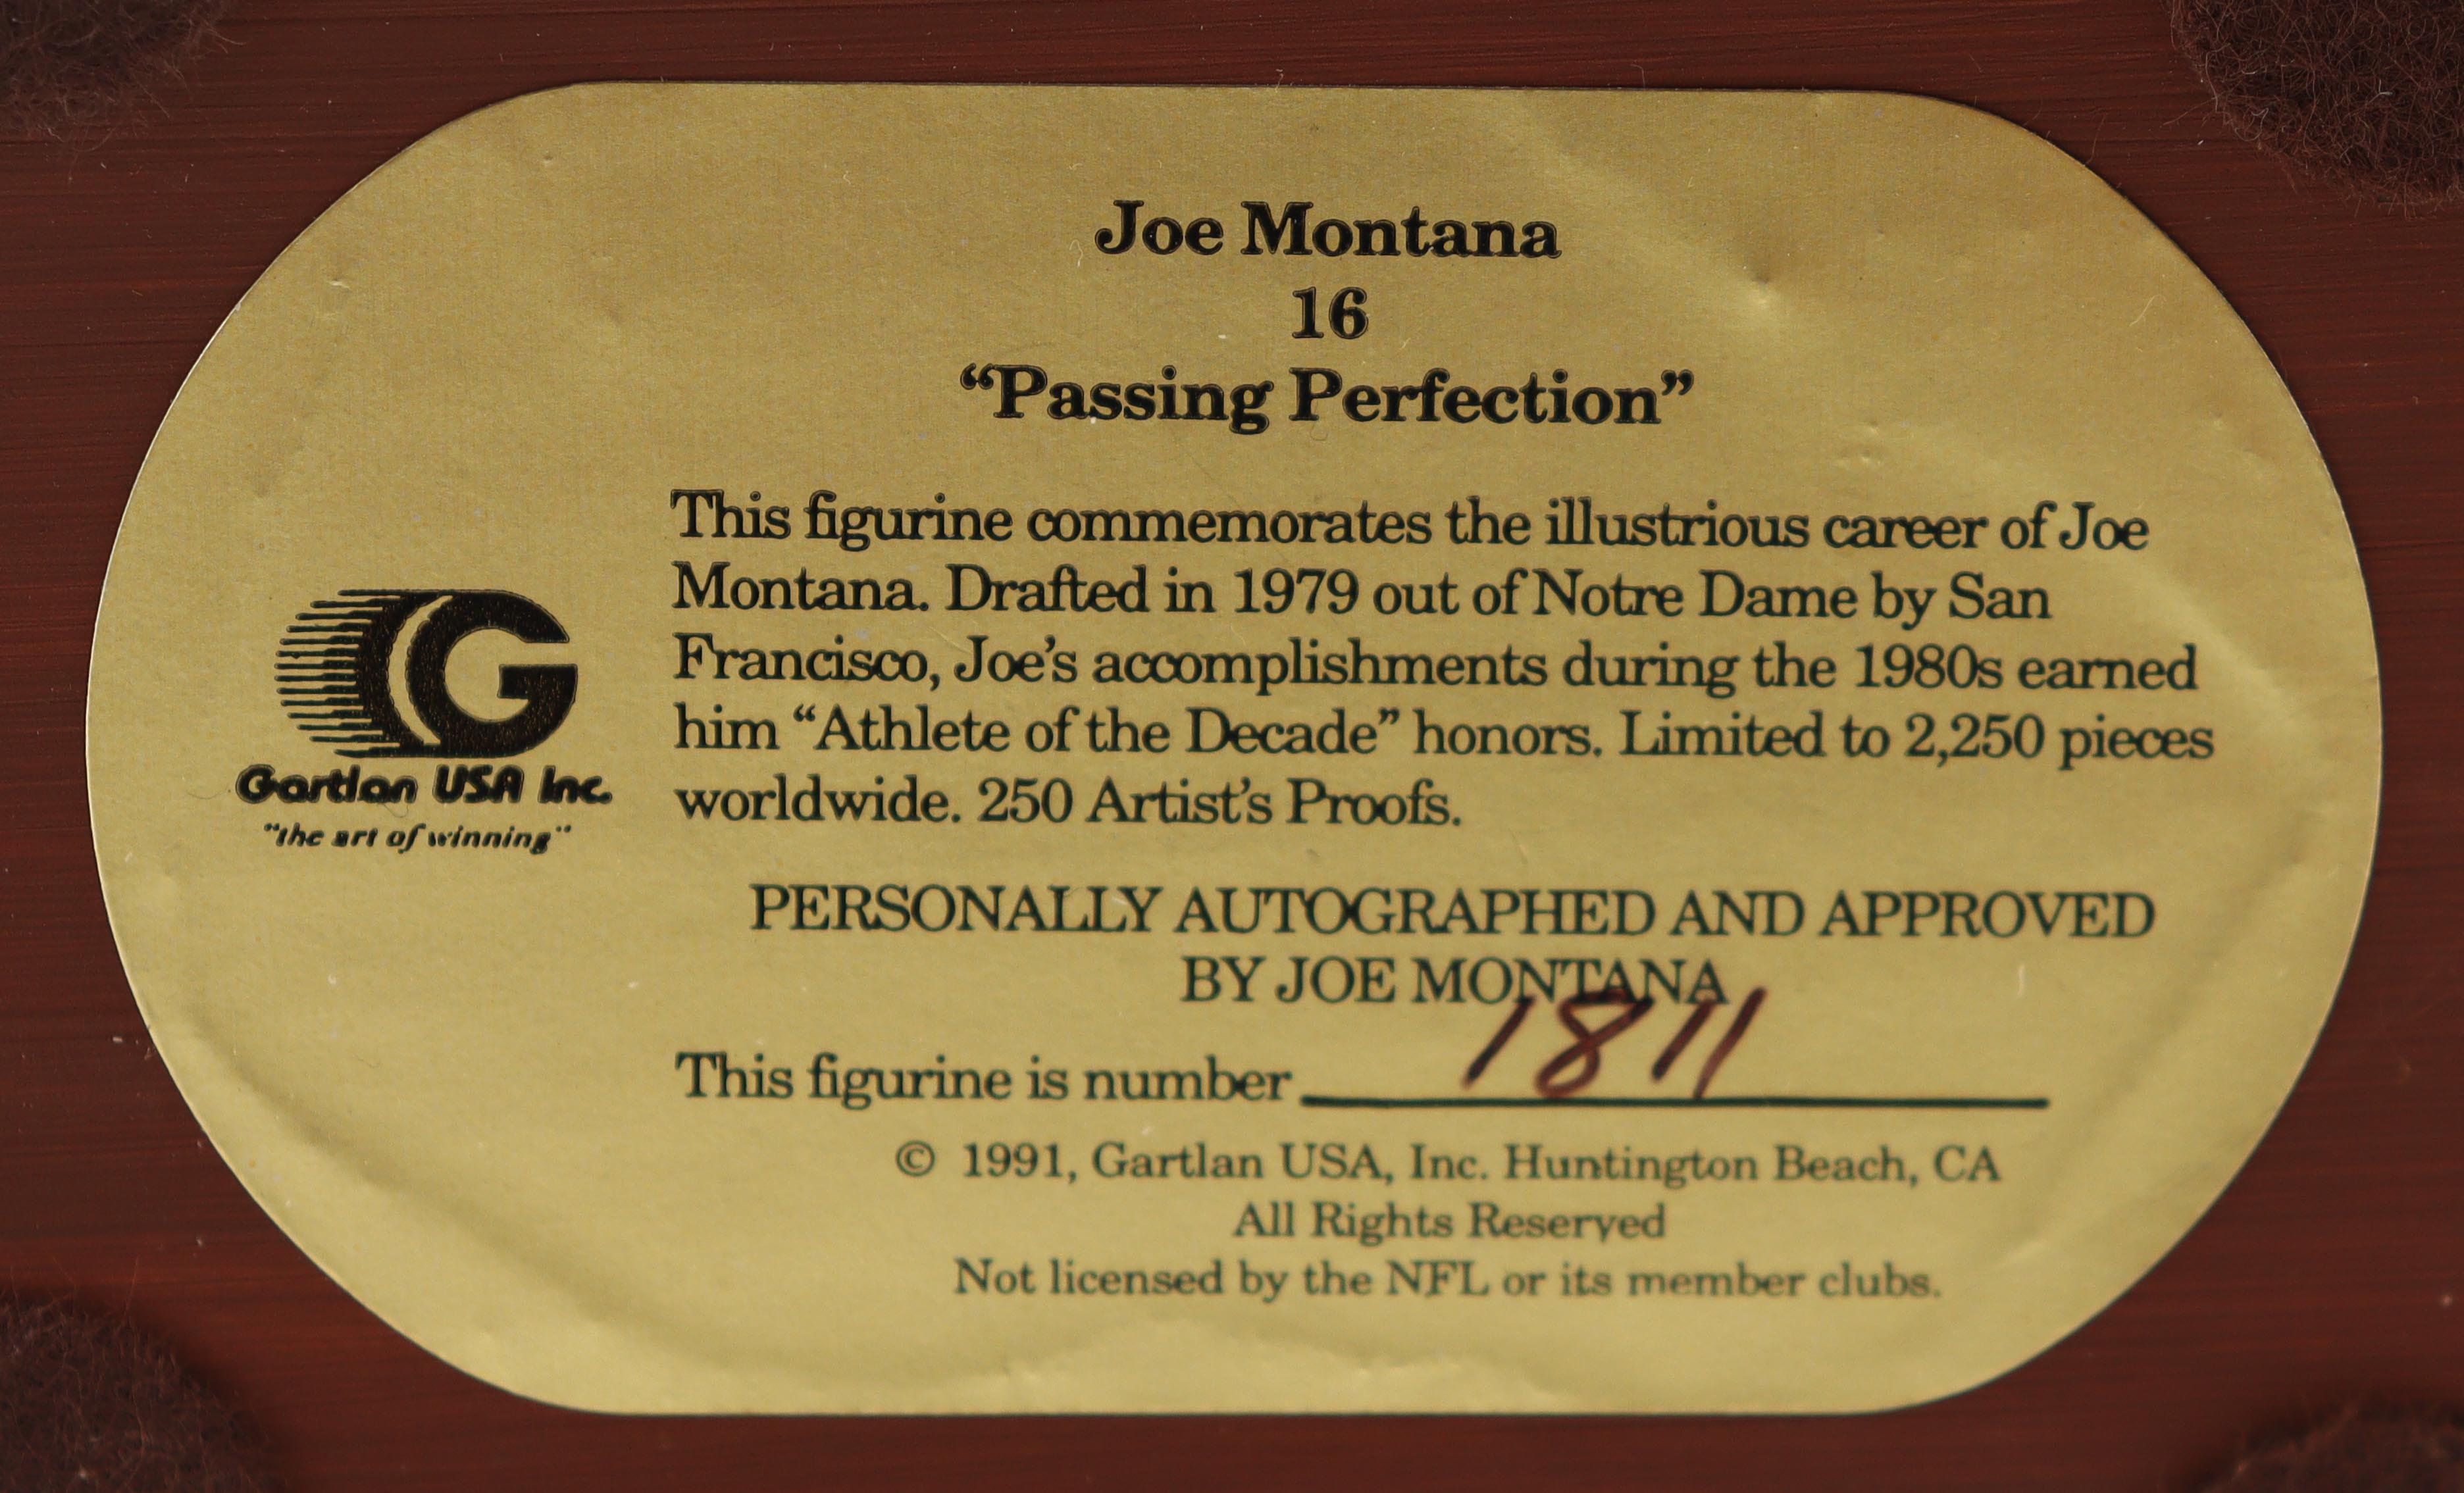 Joe Montana
16
“Passing Perfection”
This figurine commemorates the illustrious career of Joe
Montana. Drafted in 1979 out of Notre Dame by San
Francisco, Joe’s accomplishments during the 1980s earned
him “Athlete of the Decade” honors. Limited to 2,250 pieces
worldwide. 250 Artist’s Proofs.
G
Gartlan USA Inc.
"the art of winning"
PERSONALLY AUTOGRAPHED AND APPROVED
BY JOE MONTANA
This figurine is number 1811
© 1991, Gartlan USA, Inc. Huntington Beach, CA
All Rights Reserved
Not licensed by the NFL or its member clubs.